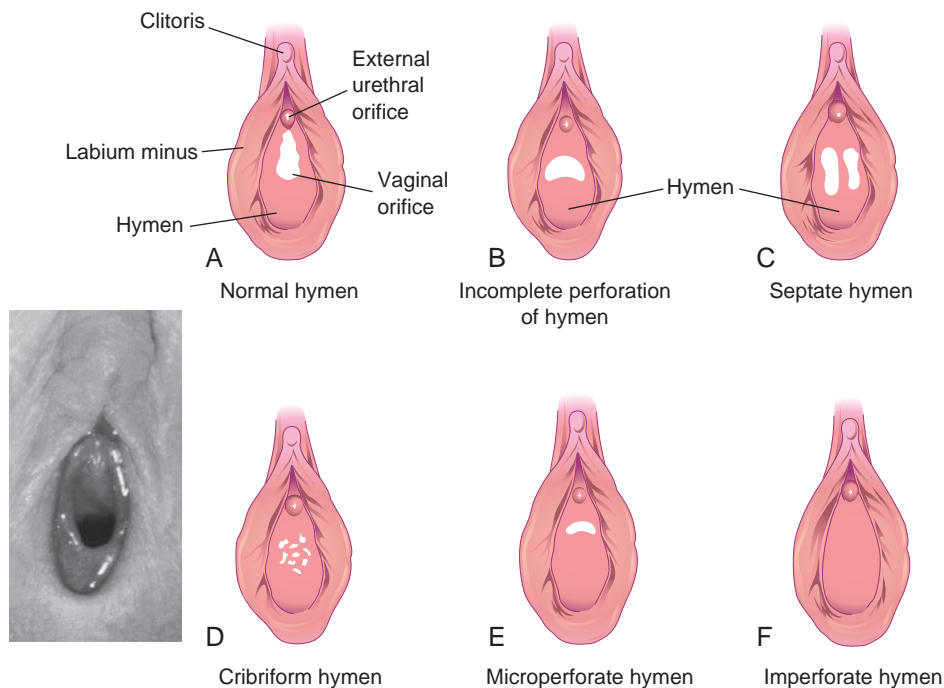 Clitoris
External
urethral
orifice
Labium minus
Vaginal
orifice
Hymen
Hymen
A
B
C
Normal hymen
Incomplete perforation
of hymen
Septate hymen
D
E
F
Cribriform hymen
Microperforate hymen
Imperforate hymen